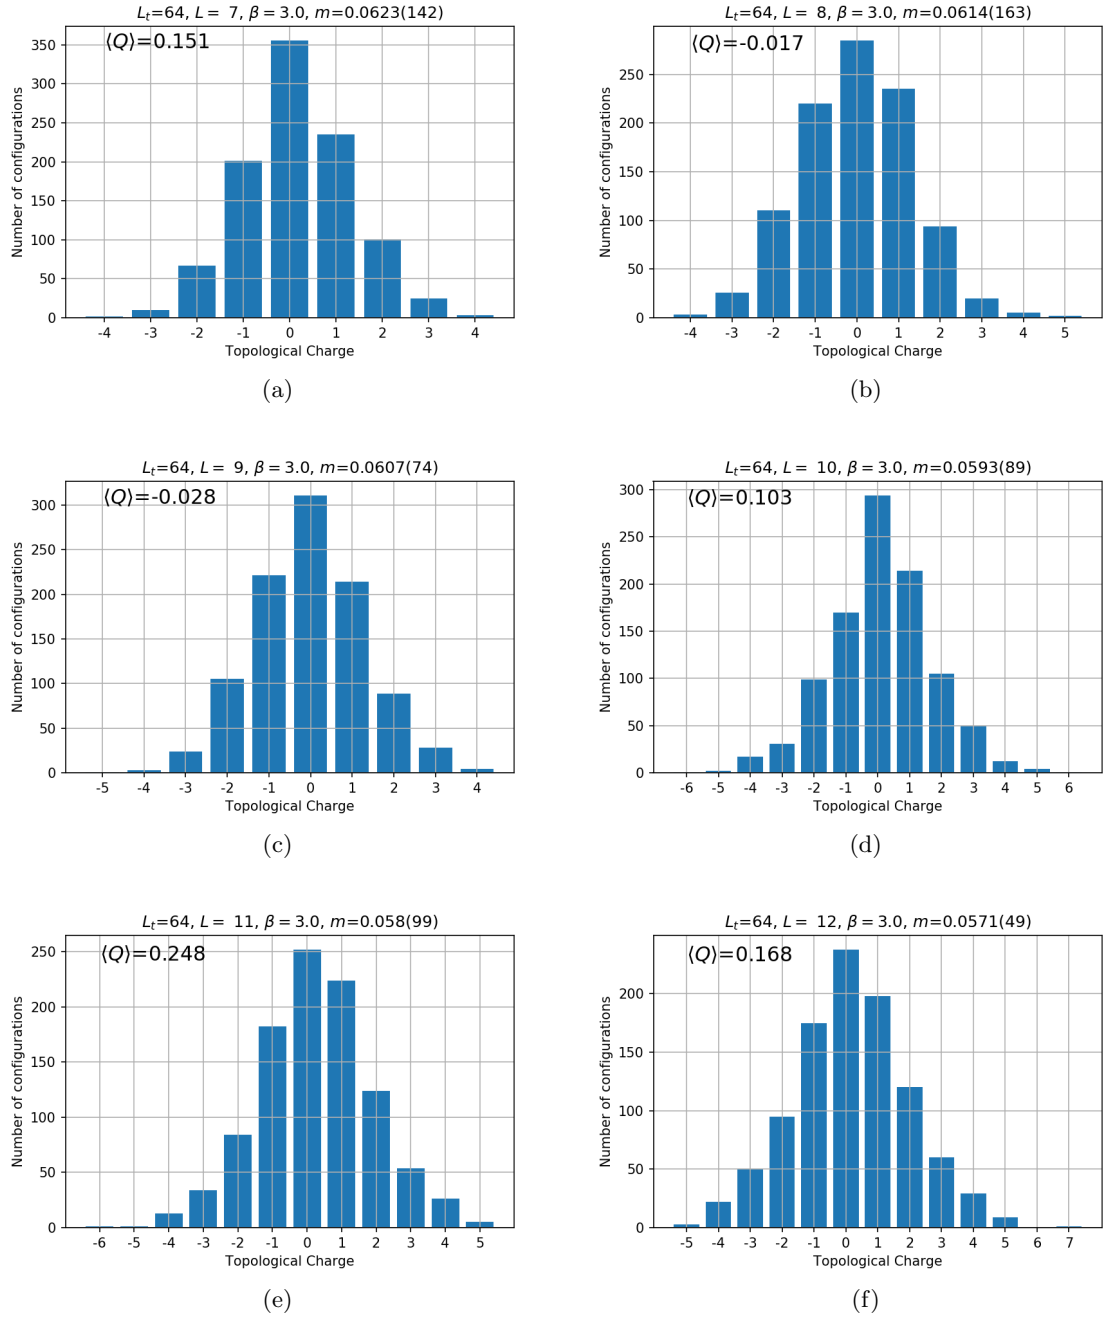 L_t=64, L = 7, β = 3.0, m=0.0623(142)
⟨Q⟩=0.151
Number of configurations
350
300
250
200
150
100
50
0
-4 -3 -2 -1 0 1 2 3 4
Topological Charge
(a)
L_t=64, L = 8, β = 3.0, m=0.0614(163)
⟨Q⟩=-0.017
Number of configurations
250
200
150
100
50
0
-4 -3 -2 -1 0 1 2 3 4 5
Topological Charge
(b)
L_t=64, L = 9, β = 3.0, m=0.0607(74)
⟨Q⟩=-0.028
Number of configurations
300
250
200
150
100
50
0
-5 -4 -3 -2 -1 0 1 2 3 4
Topological Charge
(c)
L_t=64, L = 10, β = 3.0, m=0.0593(89)
⟨Q⟩=0.103
Number of configurations
300
250
200
150
100
50
0
-6 -5 -4 -3 -2 -1 0 1 2 3 4 5 6
Topological Charge
(d)
L_t=64, L = 11, β = 3.0, m=0.058(99)
⟨Q⟩=0.248
Number of configurations
250
200
150
100
50
0
-6 -5 -4 -3 -2 -1 0 1 2 3 4 5
Topological Charge
(e)
L_t=64, L = 12, β = 3.0, m=0.0571(49)
⟨Q⟩=0.168
Number of configurations
200
150
100
50
0
-5 -4 -3 -2 -1 0 1 2 3 4 5 6 7
Topological Charge
(f)